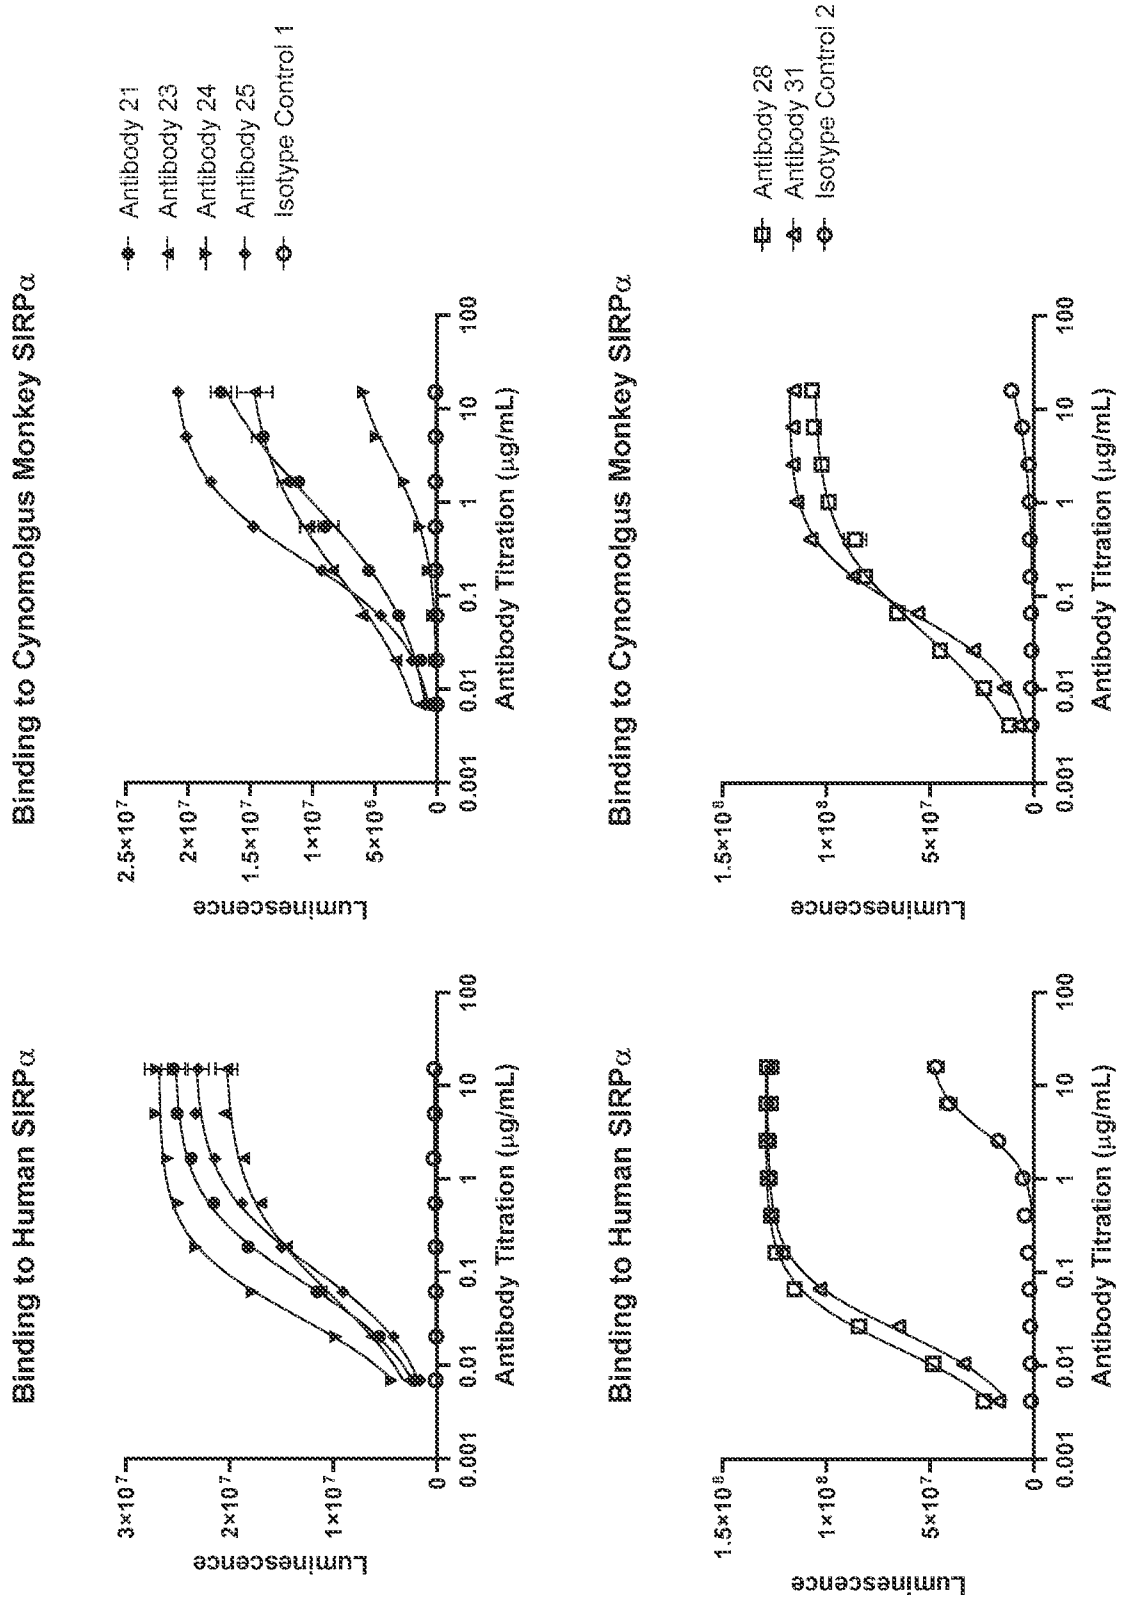 Binding to Human SIRPα
3×10⁷
2×10⁷
1×10⁷
0
Luminescence
0.001
0.01
0.1
1
10
100
Antibody Titration (μg/mL)
Binding to Cynomolgus Monkey SIRPα
2.5×10⁷
2×10⁷
1.5×10⁷
1×10⁷
5×10⁶
0
Luminescence
0.001
0.01
0.1
1
10
100
Antibody Titration (μg/mL)
Antibody 21
Antibody 23
Antibody 24
Antibody 25
Isotype Control 1
Binding to Human SIRPα
1.5×10⁸
1×10⁸
5×10⁷
0
Luminescence
0.001
0.01
0.1
1
10
100
Antibody Titration (μg/mL)
Binding to Cynomolgus Monkey SIRPα
1.5×10⁸
1×10⁸
5×10⁷
0
Luminescence
0.001
0.01
0.1
1
10
100
Antibody Titration (μg/mL)
Antibody 28
Antibody 31
Isotype Control 2